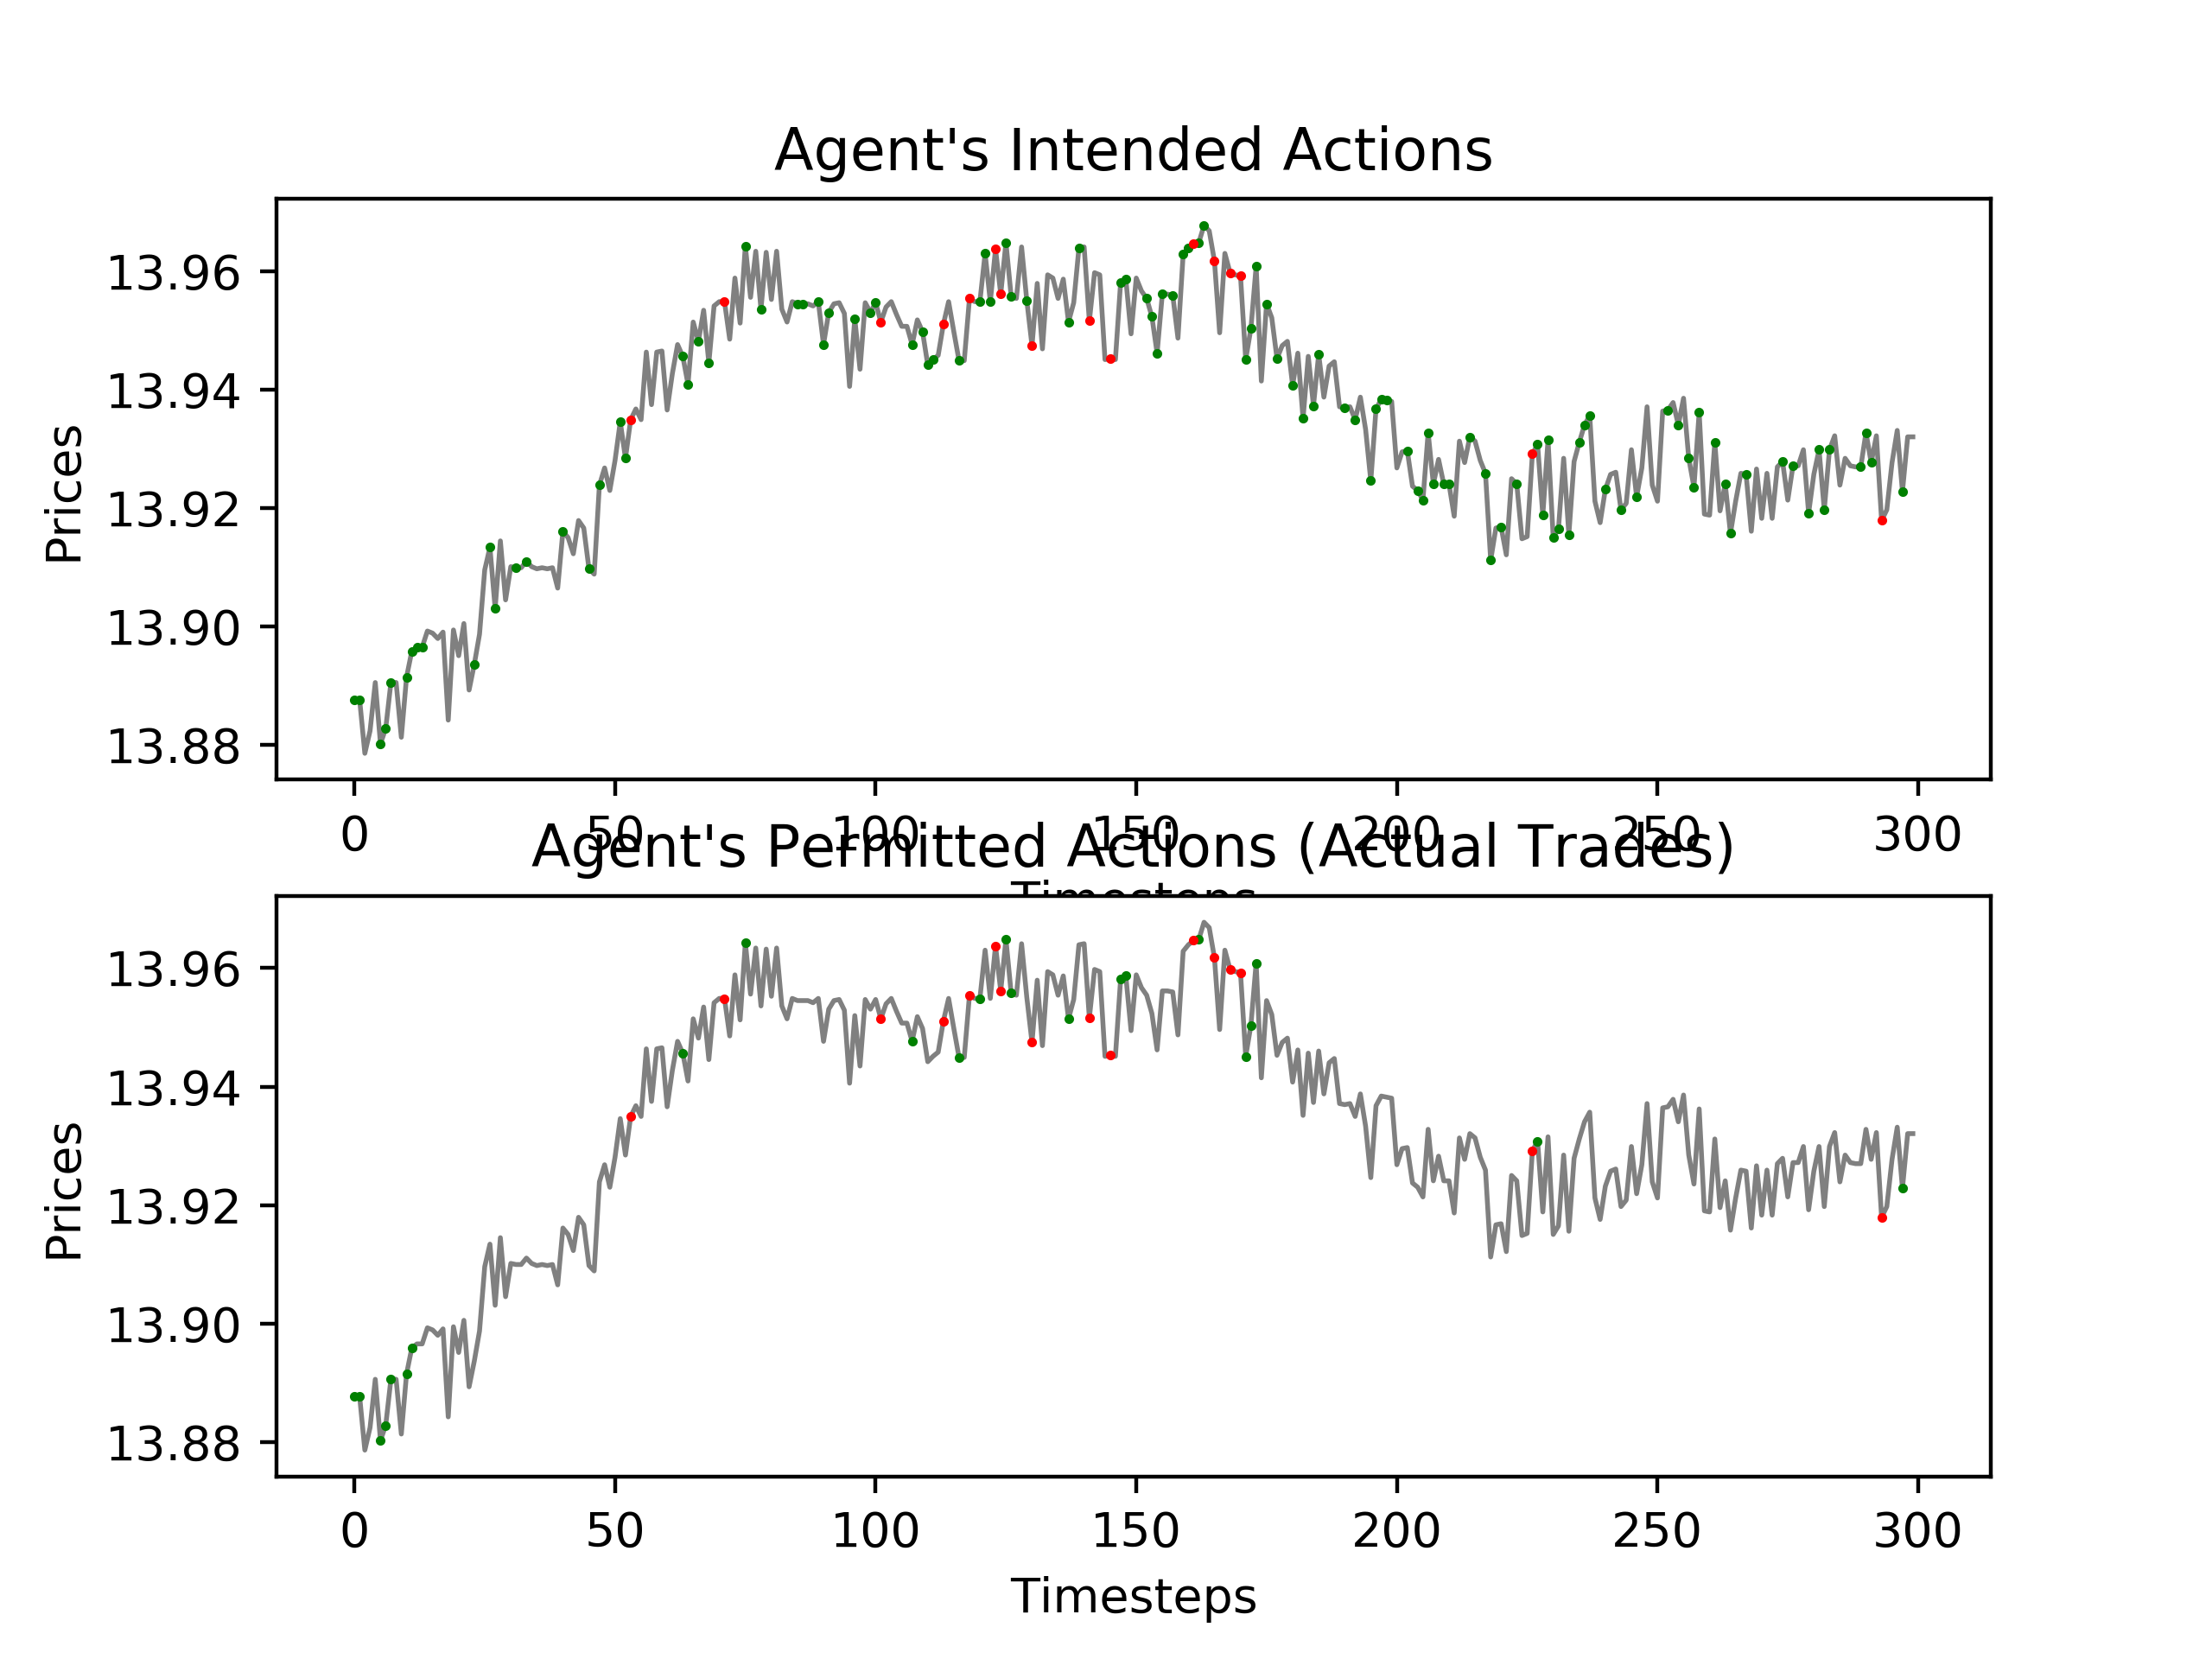 Agent's Intended Actions
13.96
13.94
13.92
13.90
13.88
Prices
0 50 100 150 200 250 300
Timesteps
Agent's Permitted Actions (Actual Trades)
13.96
13.94
13.92
13.90
13.88
Prices
0 50 100 150 200 250 300
Timesteps